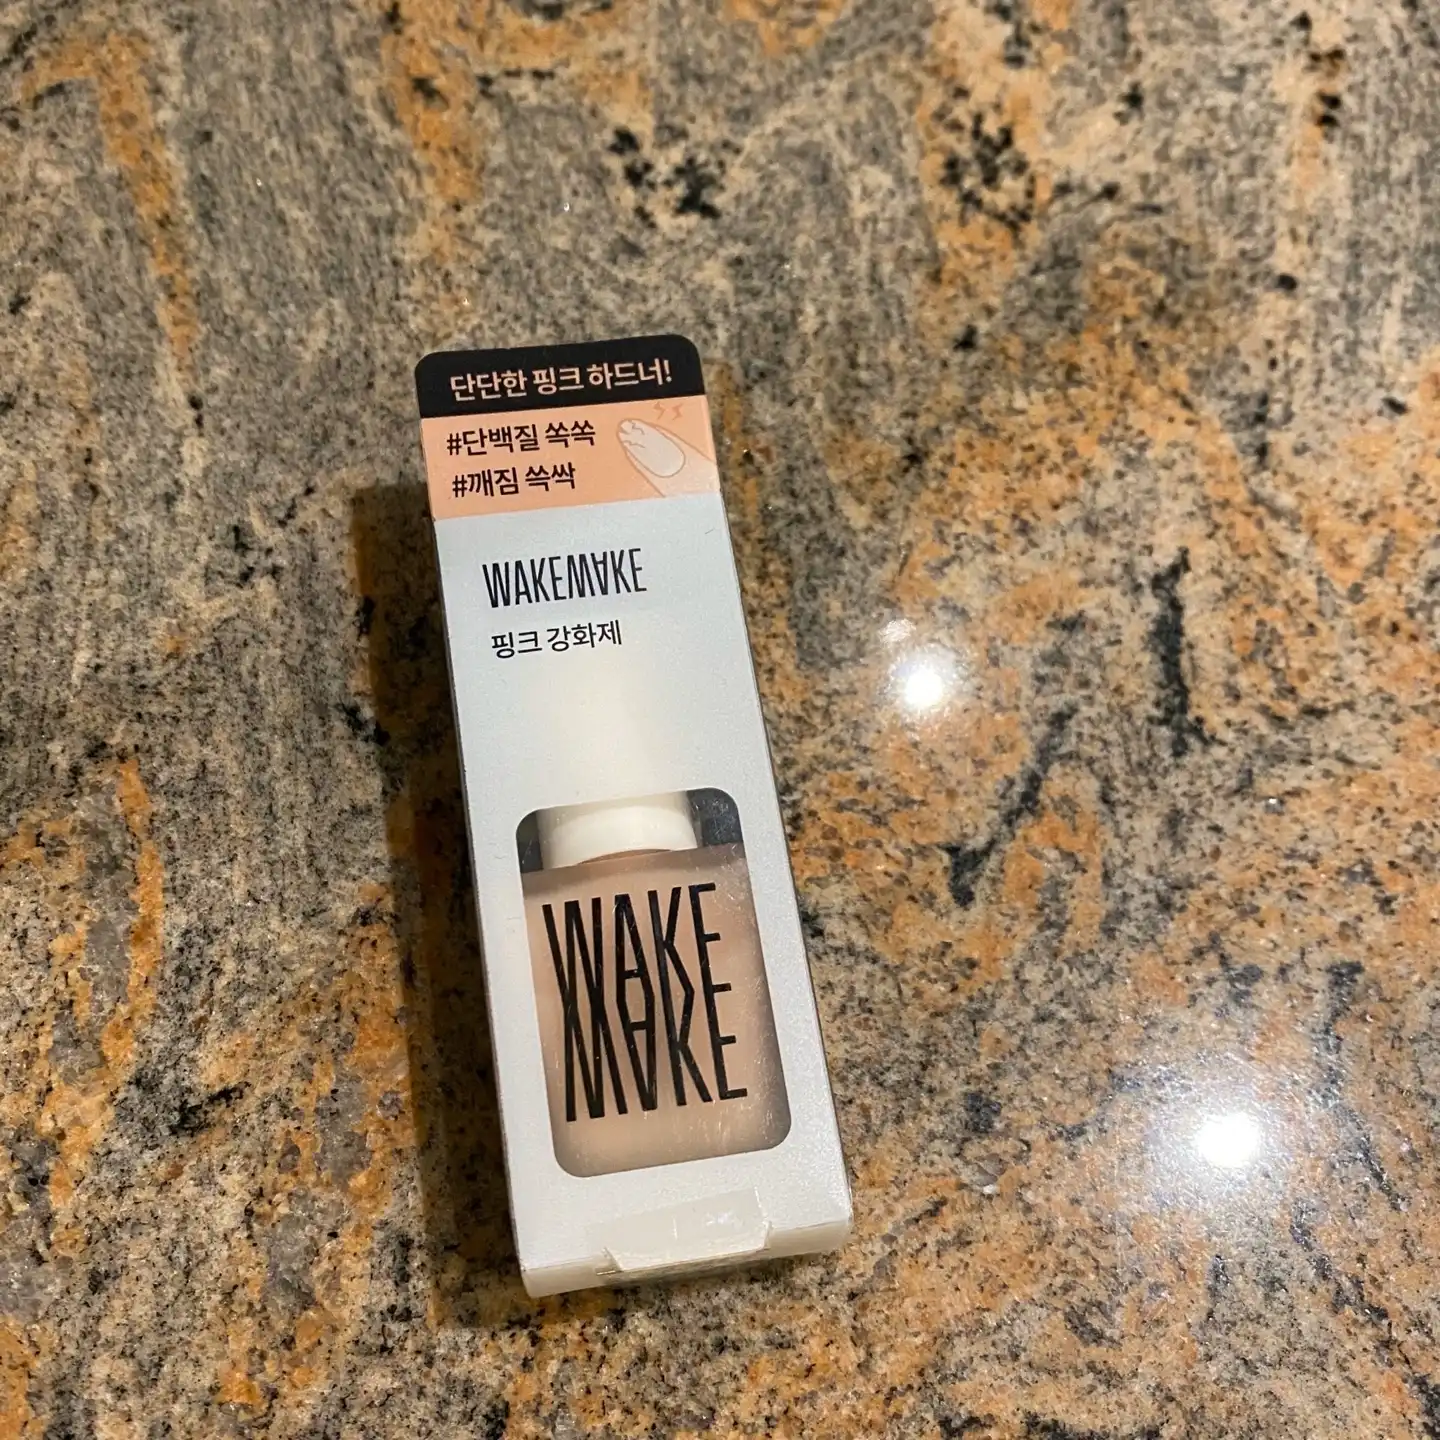 단단한 핑크 하드너!
#단백질 쏙쏙
#깨짐 쓱싹
WAKEMAKE
핑크 강화제
WAKE
MAKE